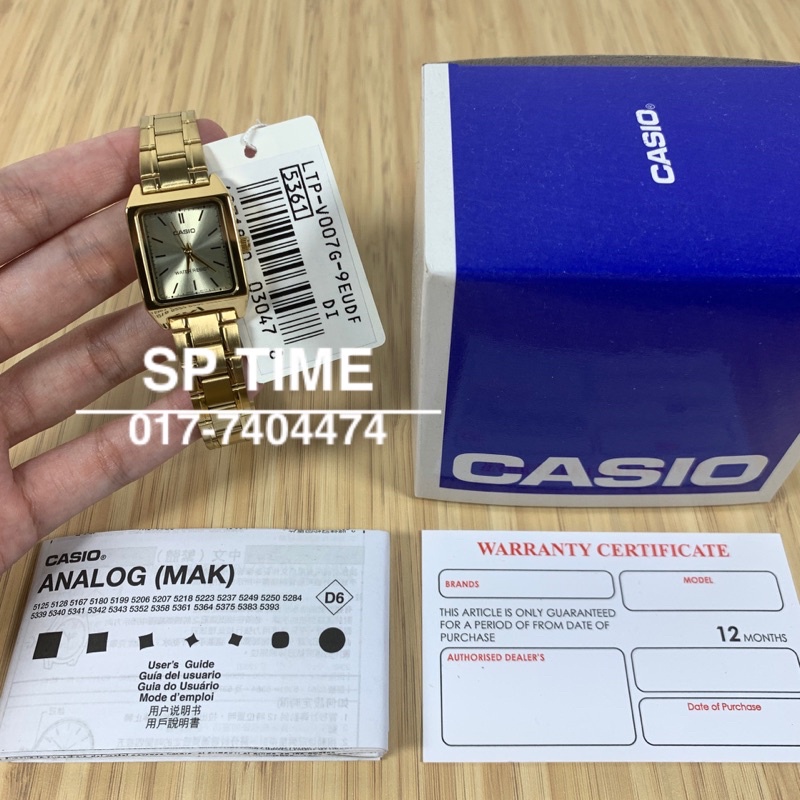 CASIO
WATER RESIST
LTP-V007G-9EUDF
5361
DI
03047
CASIO®
CASIO
SP TIME
017-7404474
CASIO®
ANALOG (MAK)
5125 5128 5167 5180 5199 5206 5207 5218 5223 5237 5249 5250 5284
5339 5340 5341 5342 5343 5352 5358 5361 5364 5375 5383 5393
D6
User's Guide
Guía del usuario
Guia do Usuário
Mode d'emploi
用户说明书
用戶說明書
WARRANTY CERTIFICATE
BRANDS
MODEL
THIS ARTICLE IS ONLY GUARANTEED
FOR A PERIOD OF FROM DATE OF
PURCHASE
12 MONTHS
AUTHORISED DEALER'S
Date of Purchase